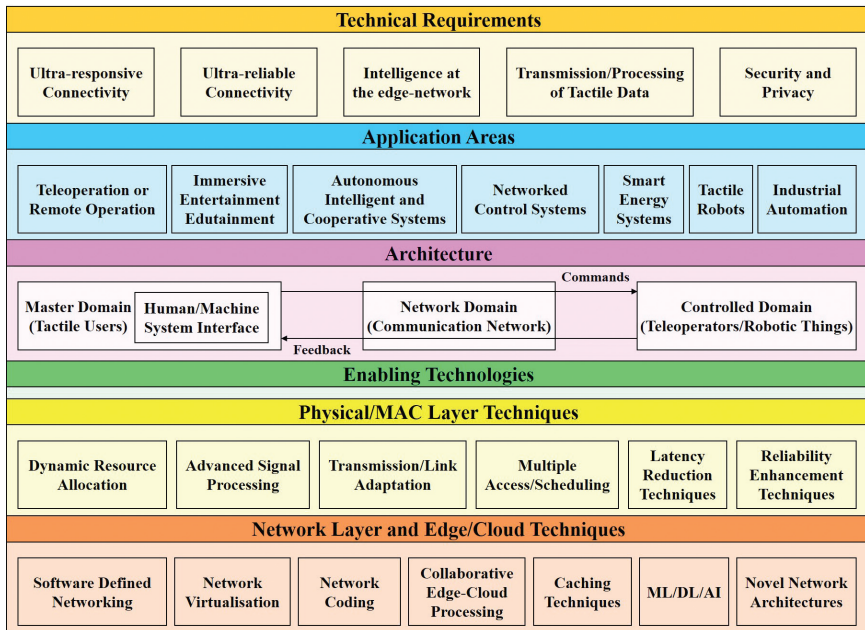 Technical Requirements
Ultra-responsive
Connectivity
Ultra-reliable
Connectivity
Intelligence at
the edge-network
Transmission/Processing
of Tactile Data
Security and
Privacy
Application Areas
Teleoperation or
Remote Operation
Immersive
Entertainment
Edutainment
Autonomous
Intelligent and
Cooperative Systems
Networked
Control Systems
Smart
Energy
Systems
Tactile
Robots
Industrial
Automation
Architecture
Commands
Master Domain
(Tactile Users)
Human/Machine
System Interface
Network Domain
(Communication Network)
Controlled Domain
(Teleoperators/Robotic Things)
Feedback
Enabling Technologies
Physical/MAC Layer Techniques
Dynamic Resource
Allocation
Advanced Signal
Processing
Transmission/Link
Adaptation
Multiple
Access/Scheduling
Latency
Reduction
Techniques
Reliability
Enhancement
Techniques
Network Layer and Edge/Cloud Techniques
Software Defined
Networking
Network
Virtualisation
Network
Coding
Collaborative
Edge-Cloud
Processing
Caching
Techniques
ML/DL/AI
Novel Network
Architectures